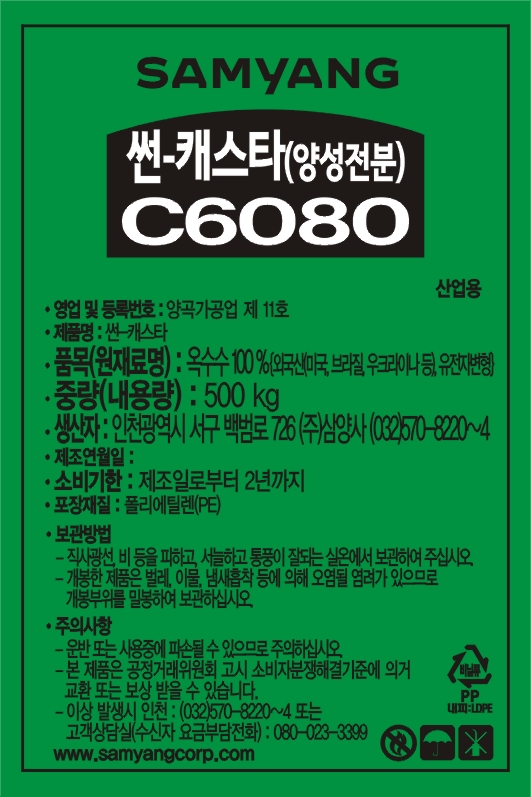 SAMYANG
썬-캐스타(양성전분)
C6080
산업용
• 영업 및 등록번호 : 양곡가공업 제 11호
• 제품명 : 썬-캐스타
• 품목(원재료명) : 옥수수 100 % (외국산(미국, 브라질, 우크라이나 등), 유전자변형)
• 중량(내용량) : 500 kg
• 생산자 : 인천광역시 서구 백범로 726 (주)삼양사 (032)570-8220~4
• 제조연월일 :
• 소비기한 : 제조일로부터 2년까지
• 포장재질 : 폴리에틸렌(PE)
• 보관방법
- 직사광선, 비 등을 피하고, 서늘하고 통풍이 잘되는 실온에서 보관하여 주십시오.
- 개봉한 제품은 벌레, 이물, 냄새흡착 등에 의해 오염될 염려가 있으므로
개봉부위를 밀봉하여 보관하십시오.
• 주의사항
- 운반 또는 사용중에 파손될 수 있으므로 주의하십시오.
- 본 제품은 공정거래위원회 고시 소비자분쟁해결기준에 의거
교환 또는 보상 받을 수 있습니다.
- 이상 발생시 인천 : (032)570-8220~4 또는
고객상담실(수신자 요금부담전화) : 080-023-3399
www.samyangcorp.com
비닐류
PP
내피:LDPE